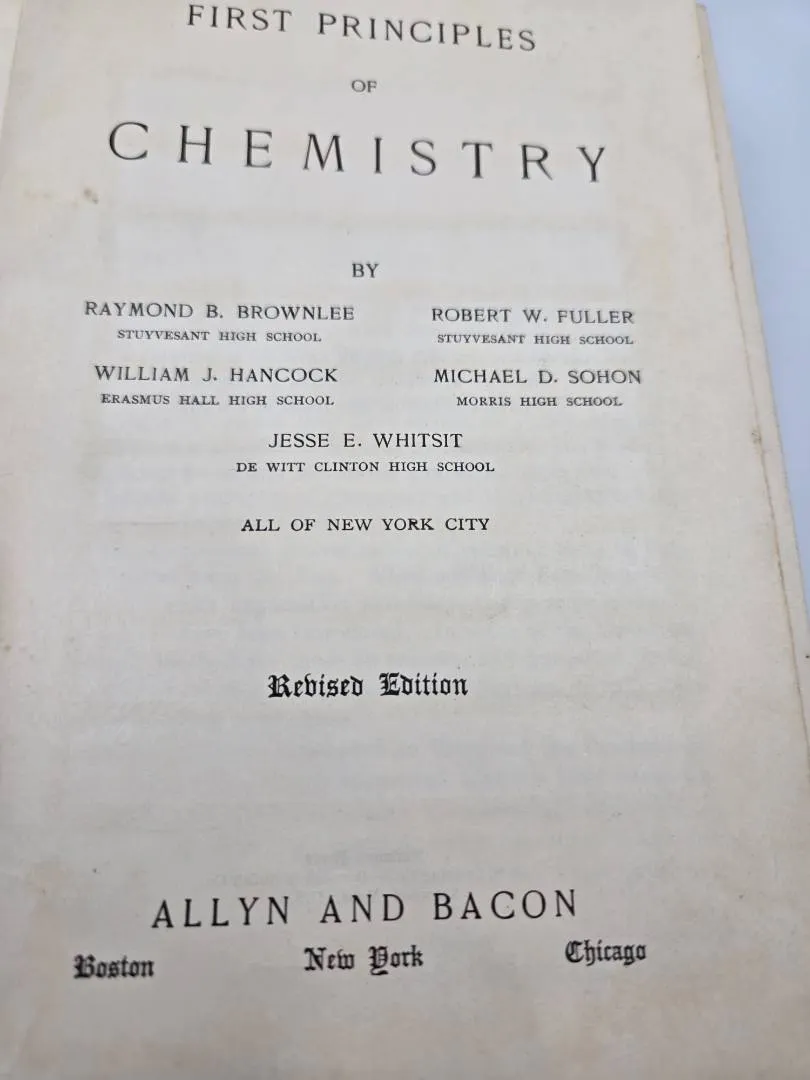 FIRST PRINCIPLES
OF
CHEMISTRY
BY
RAYMOND B. BROWNLEE
STUYVESANT HIGH SCHOOL
ROBERT W. FULLER
STUYVESANT HIGH SCHOOL
WILLIAM J. HANCOCK
ERASMUS HALL HIGH SCHOOL
MICHAEL D. SOHON
MORRIS HIGH SCHOOL
JESSE E. WHITSIT
DE WITT CLINTON HIGH SCHOOL
ALL OF NEW YORK CITY
Revised Edition
ALLYN AND BACON
Boston New York Chicago